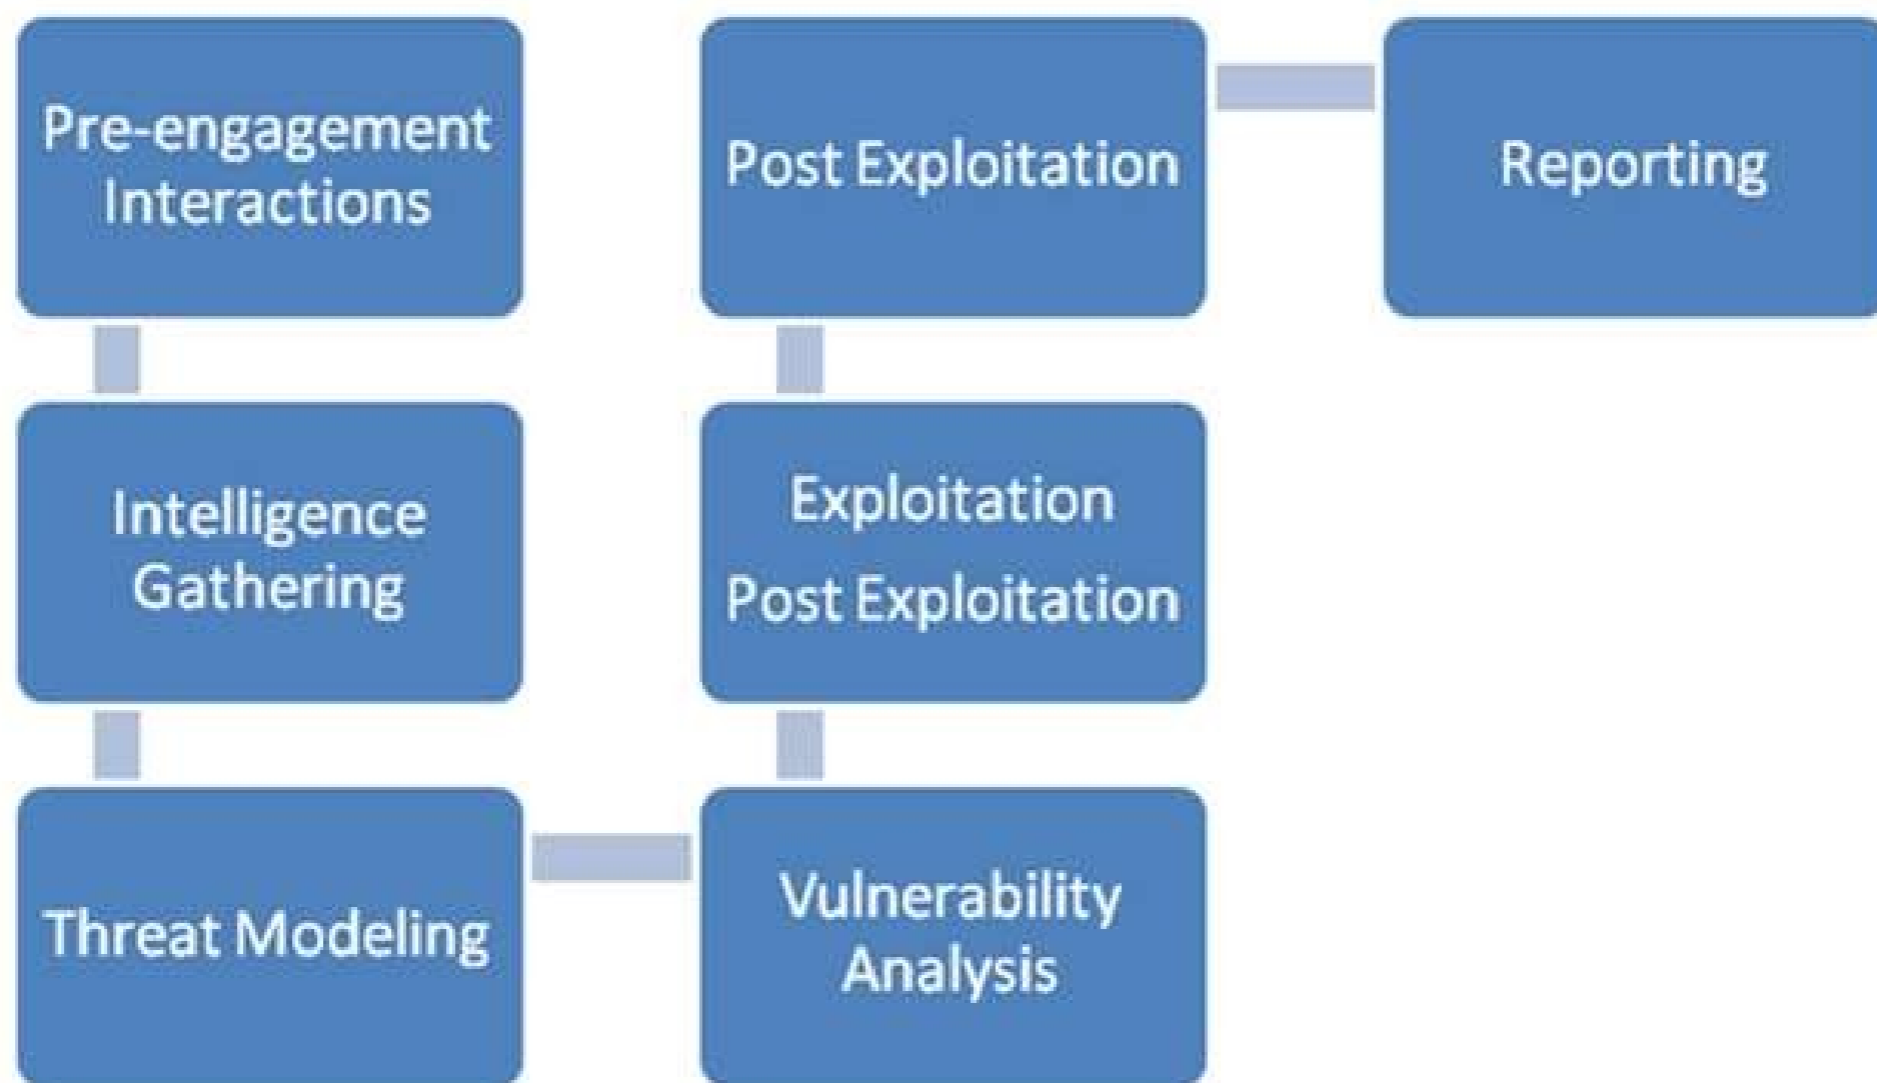 Pre-engagement
Interactions
Intelligence
Gathering
Threat Modeling
Vulnerability
Analysis
Exploitation
Post Exploitation
Post Exploitation
Reporting